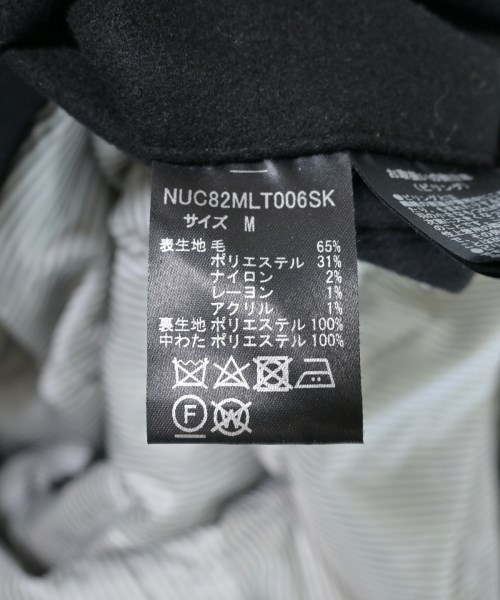 NUC82MLT006SK
サイズ M
表生地 毛 65%
ポリエステル 31%
ナイロン 2%
レーヨン 1%
アクリル 1%
裏生地 ポリエステル 100%
中わた ポリエステル 100%
F
W